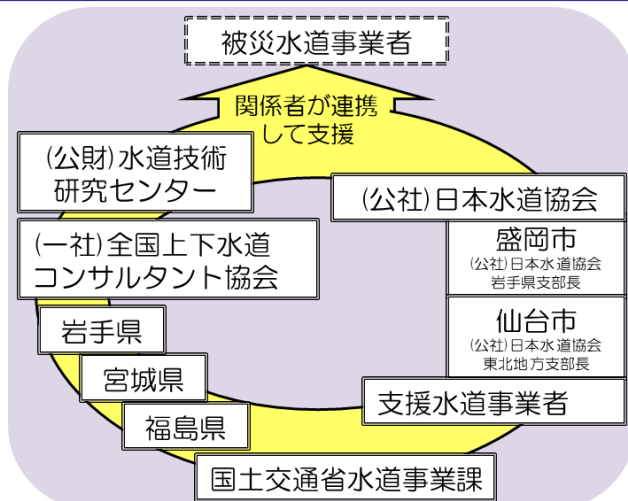 被災水道事業者
関係者が連携
して支援
(公財)水道技術
研究センター
(公社)日本水道協会
(一社)全国上下水道
コンサルタント協会
盛岡市
(公社)日本水道協会
岩手県支部長
仙台市
(公社)日本水道協会
東北地方支部長
岩手県
宮城県
福島県
支援水道事業者
国土交通省水道事業課